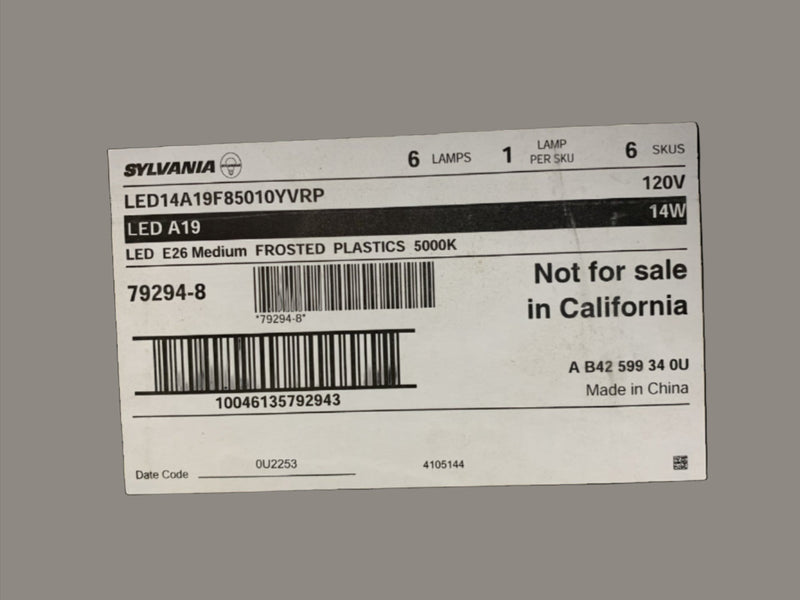 SYLVANIA 6 LAMPS 1 LAMP PER SKU 6 SKUS
LED14A19F85010YVRP 120V
LED A19 14W
LED E26 Medium FROSTED PLASTICS 5000K
79294-8
*79294-8*
Not for sale
in California
10046135792943
A B42 599 34 0U
Made in China
Date Code 0U2253 4105144